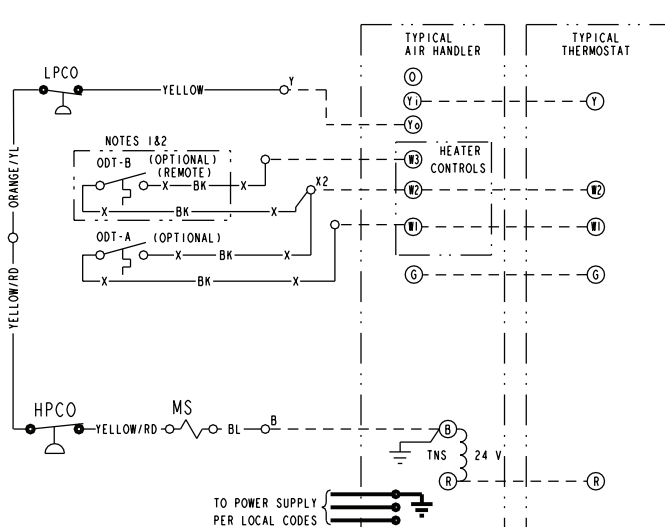 TYPICAL
AIR HANDLER
TYPICAL
THERMOSTAT
LPCO
YELLOW
Y
O
Yi
Y
Yo
NOTES 1&2
ODT-B (OPTIONAL)
(REMOTE)
X BK X
W3
HEATER
CONTROLS
X2
W2
W2
X BK X
ORANGE/YL
ODT-A (OPTIONAL)
W1
W1
X BK X
X BK X
G
G
YELLOW/RD
HPCO
MS
YELLOW/RD
BL
B
B
TNS
24 V
R
R
TO POWER SUPPLY
PER LOCAL CODES